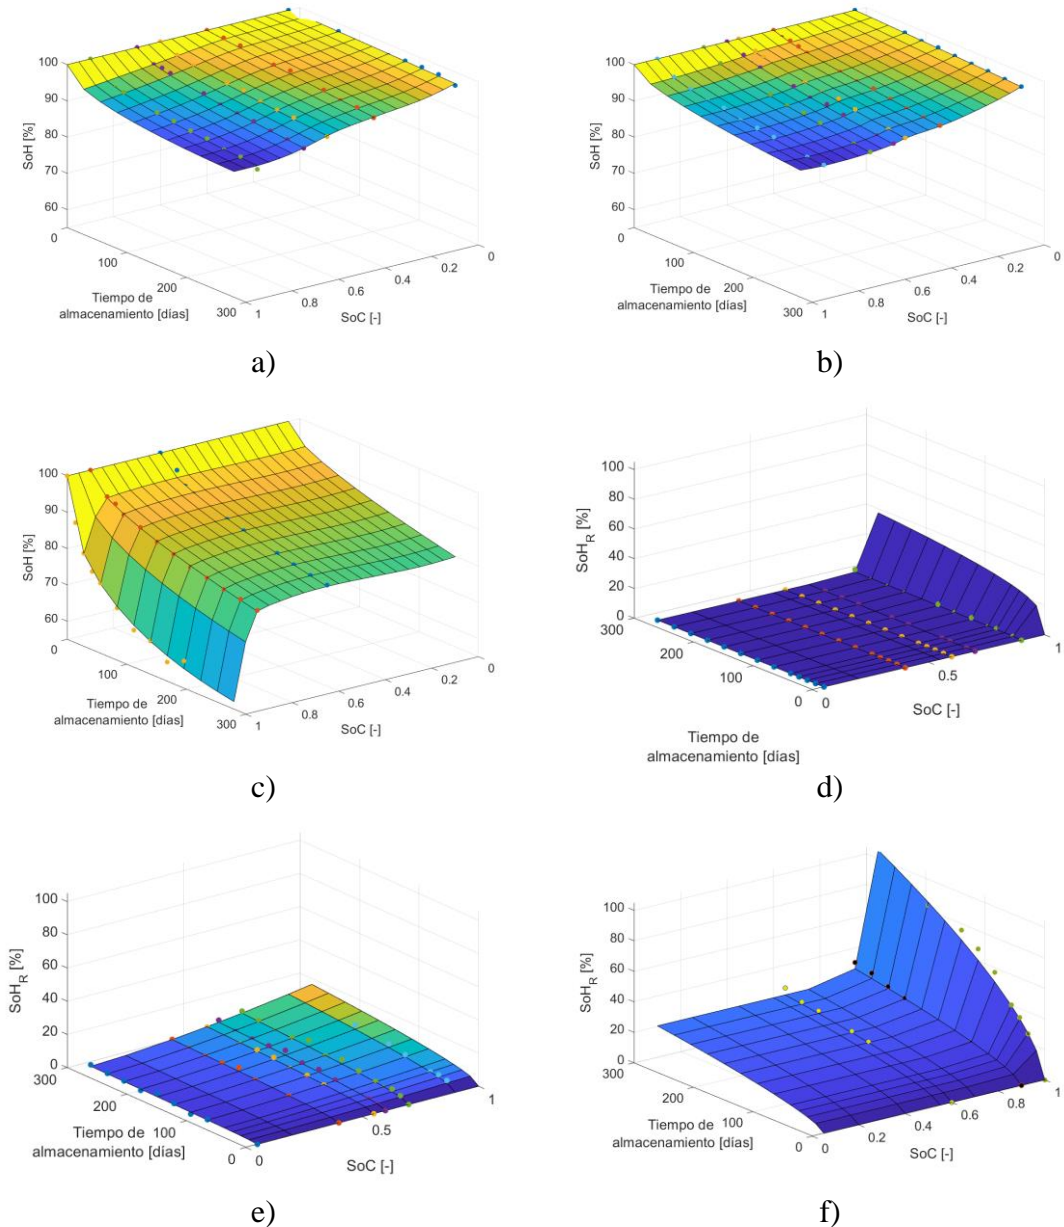 100
90
80
70
60
SoH [%]
0
100
200
300
Tiempo de
almacenamiento [días]
1
0.8
0.6
0.4
0.2
0
SoC [-]
a)
100
90
80
70
60
SoH [%]
0
100
200
300
Tiempo de
almacenamiento [días]
1
0.8
0.6
0.4
0.2
0
SoC [-]
b)
100
90
80
70
60
SoH [%]
0
100
200
300
Tiempo de
almacenamiento [días]
1
0.8
0.6
0.4
0.2
0
SoC [-]
c)
100
80
60
40
20
0
SoH_R [%]
300
200
100
0
Tiempo de
almacenamiento [días]
0
0.5
1
SoC [-]
d)
100
80
60
40
20
0
SoH_R [%]
300
200
100
0
Tiempo de
almacenamiento [días]
0
0.5
1
SoC [-]
e)
100
80
60
40
20
0
SoH_R [%]
300
200
100
0
Tiempo de
almacenamiento [días]
0
0.2
0.4
0.6
0.8
1
SoC [-]
f)